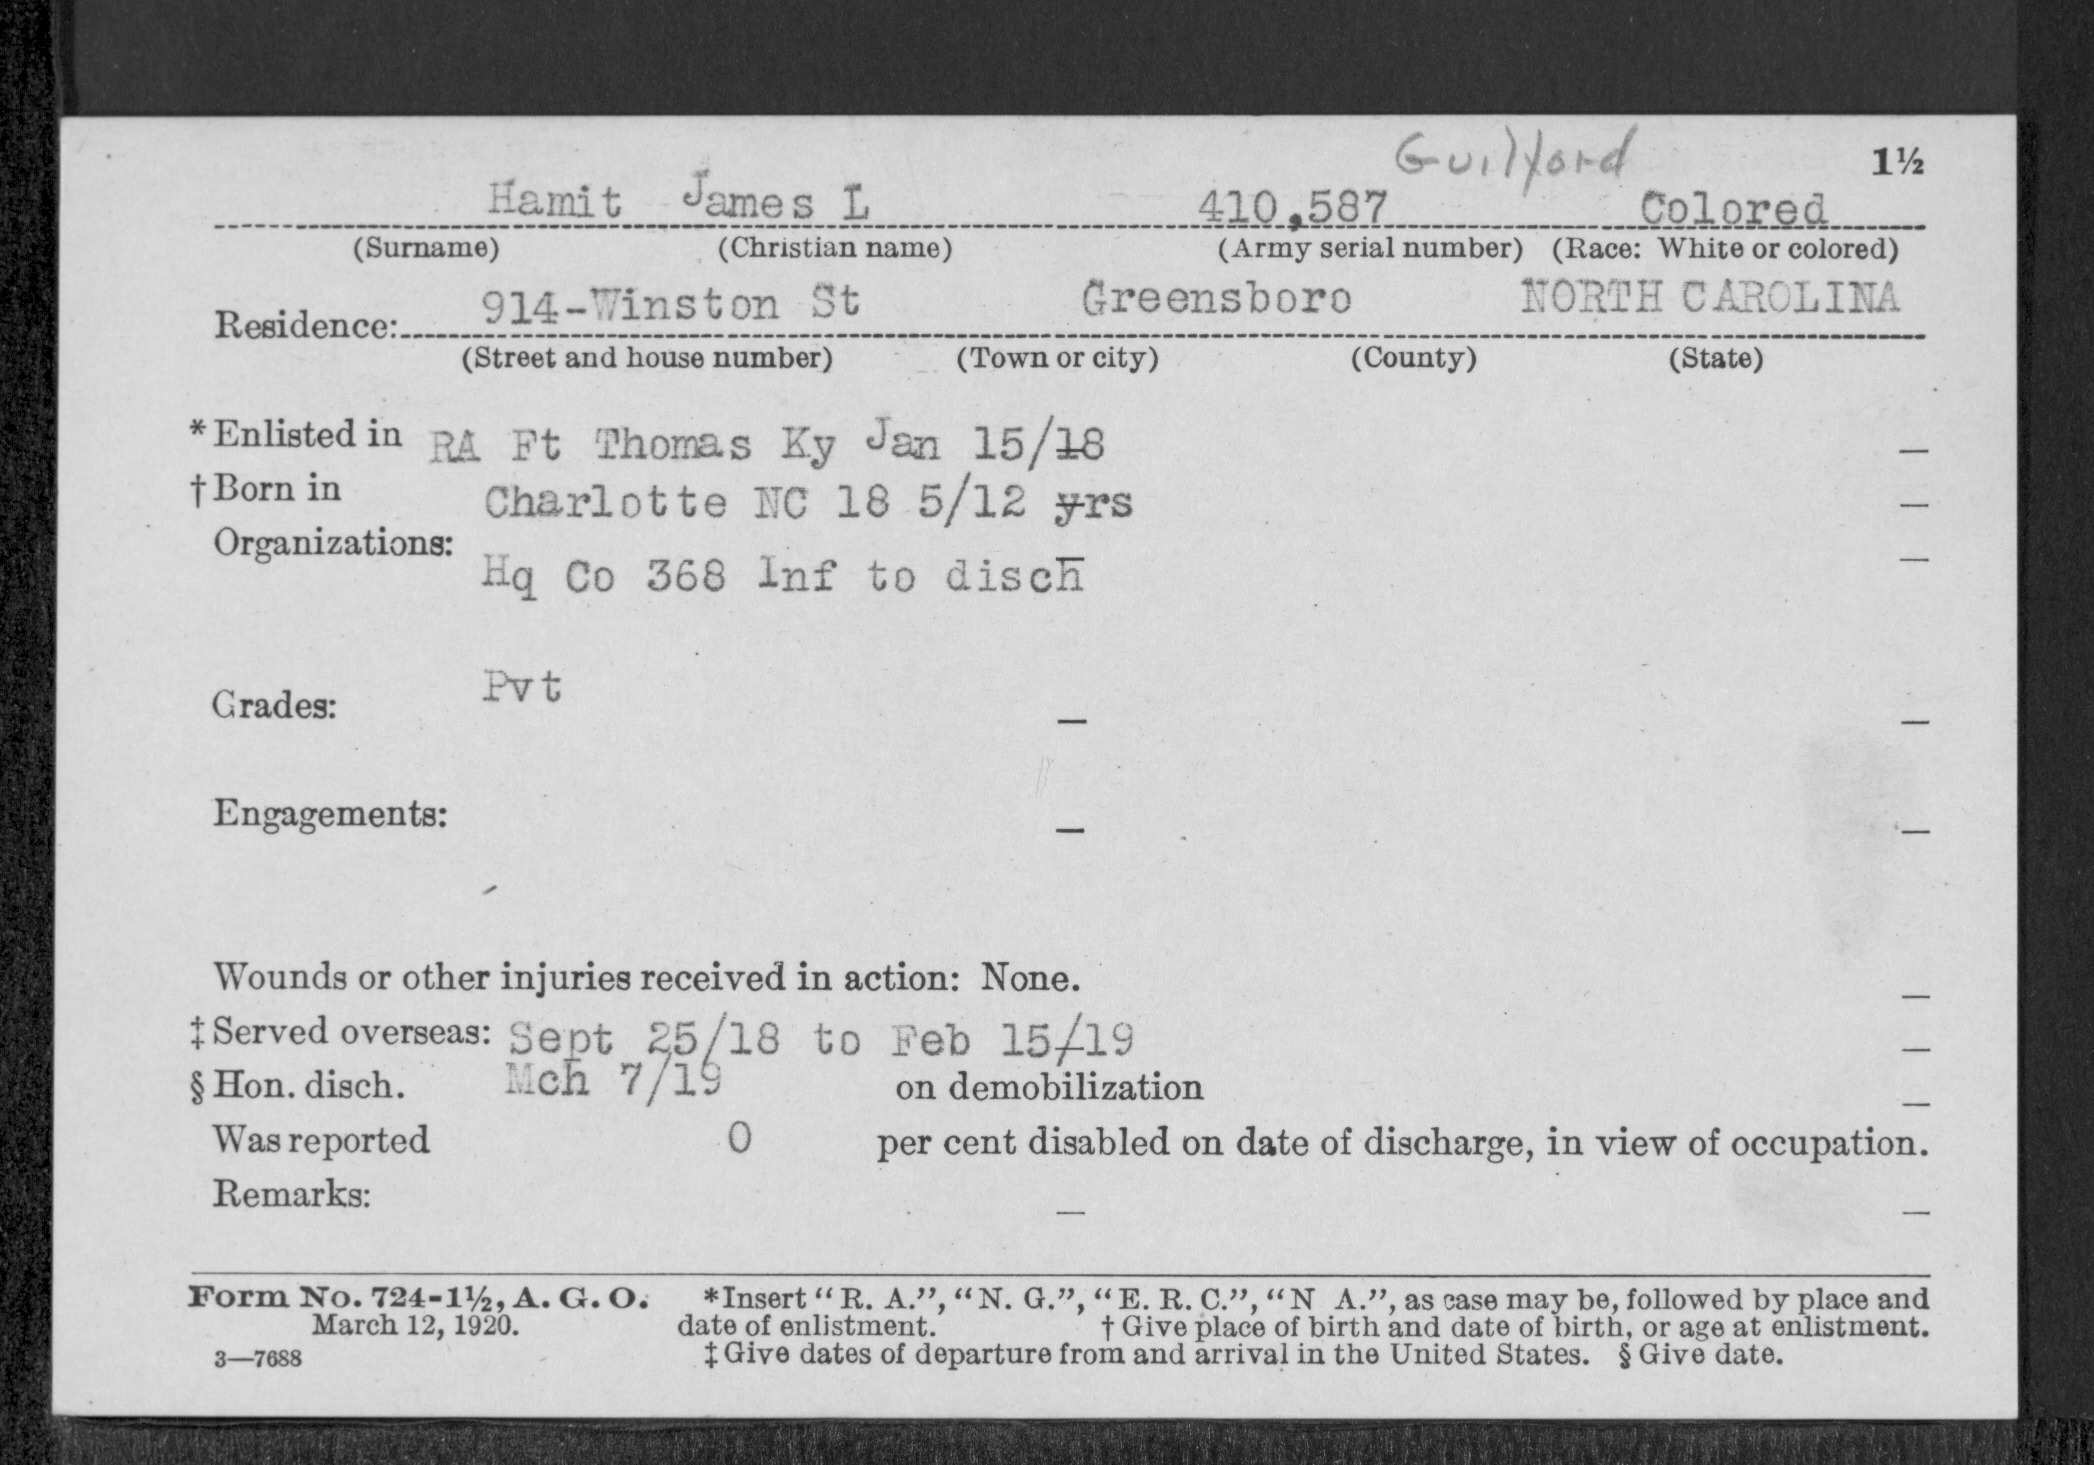 Guilford 1½
Hamit James L 410,587 Colored
(Surname) (Christian name) (Army serial number) (Race: White or colored)
Residence: 914-Winston St Greensboro NORTH CAROLINA
(Street and house number) (Town or city) (County) (State)
*Enlisted in RA Ft Thomas Ky Jan 15/18 —
†Born in Charlotte NC 18 5/12 yrs —
Organizations: —
Hq Co 368 Inf to disch
Pvt
Grades: — —
Engagements: — —
Wounds or other injuries received in action: None. —
‡Served overseas: Sept 25/18 to Feb 15/19 —
§Hon. disch. Mch 7/19 on demobilization —
Was reported 0 per cent disabled on date of discharge, in view of occupation.
Remarks: — —
Form No. 724-1½, A. G. O. *Insert "R. A.", "N. G.", "E. R. C.", "N A.", as case may be, followed by place and
March 12, 1920. date of enlistment. †Give place of birth and date of birth, or age at enlistment.
3—7688 ‡Give dates of departure from and arrival in the United States. §Give date.